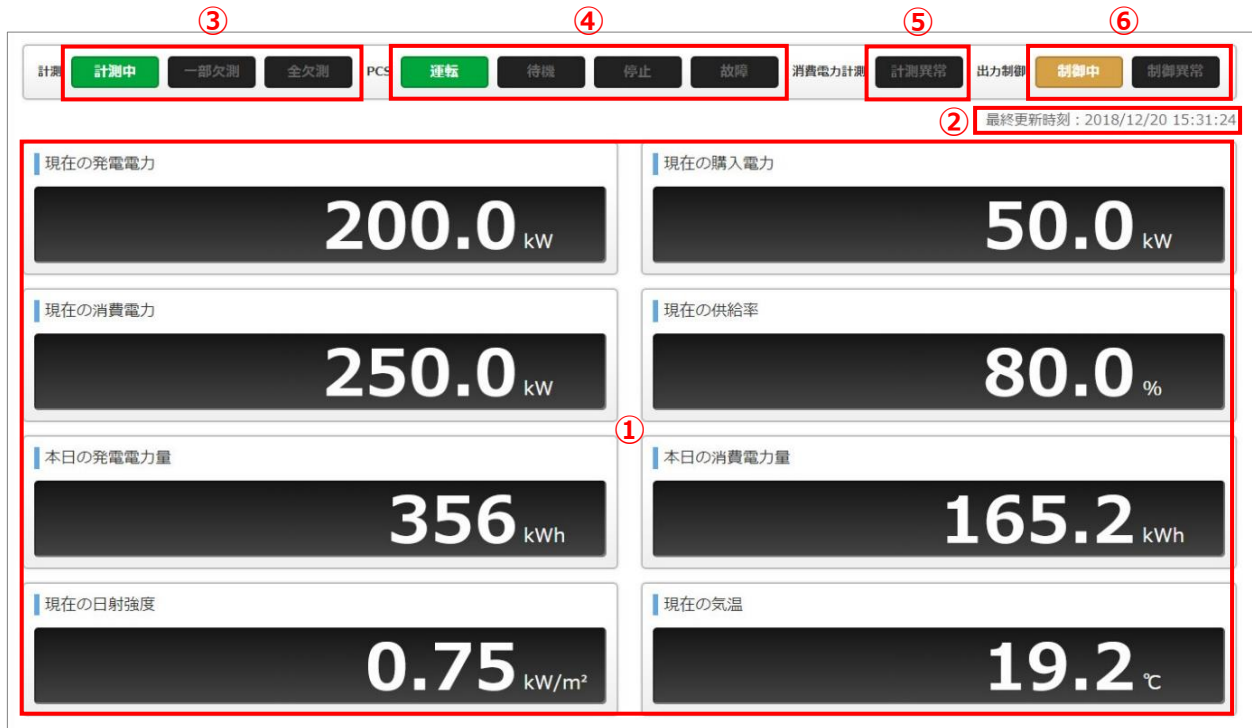 ③ ④ ⑤ ⑥
計測 計測中 一部欠測 全欠測 PCS 運転 待機 停止 故障 消費電力計測 計測異常 出力制御 制御中 制御異常
② 最終更新時刻：2018/12/20 15:31:24
現在の発電電力 現在の購入電力
200.0 kW 50.0 kW
現在の消費電力 現在の供給率
250.0 kW 80.0 %
①
本日の発電電力量 本日の消費電力量
356 kWh 165.2 kWh
現在の日射強度 現在の気温
0.75 kW/m² 19.2 ℃